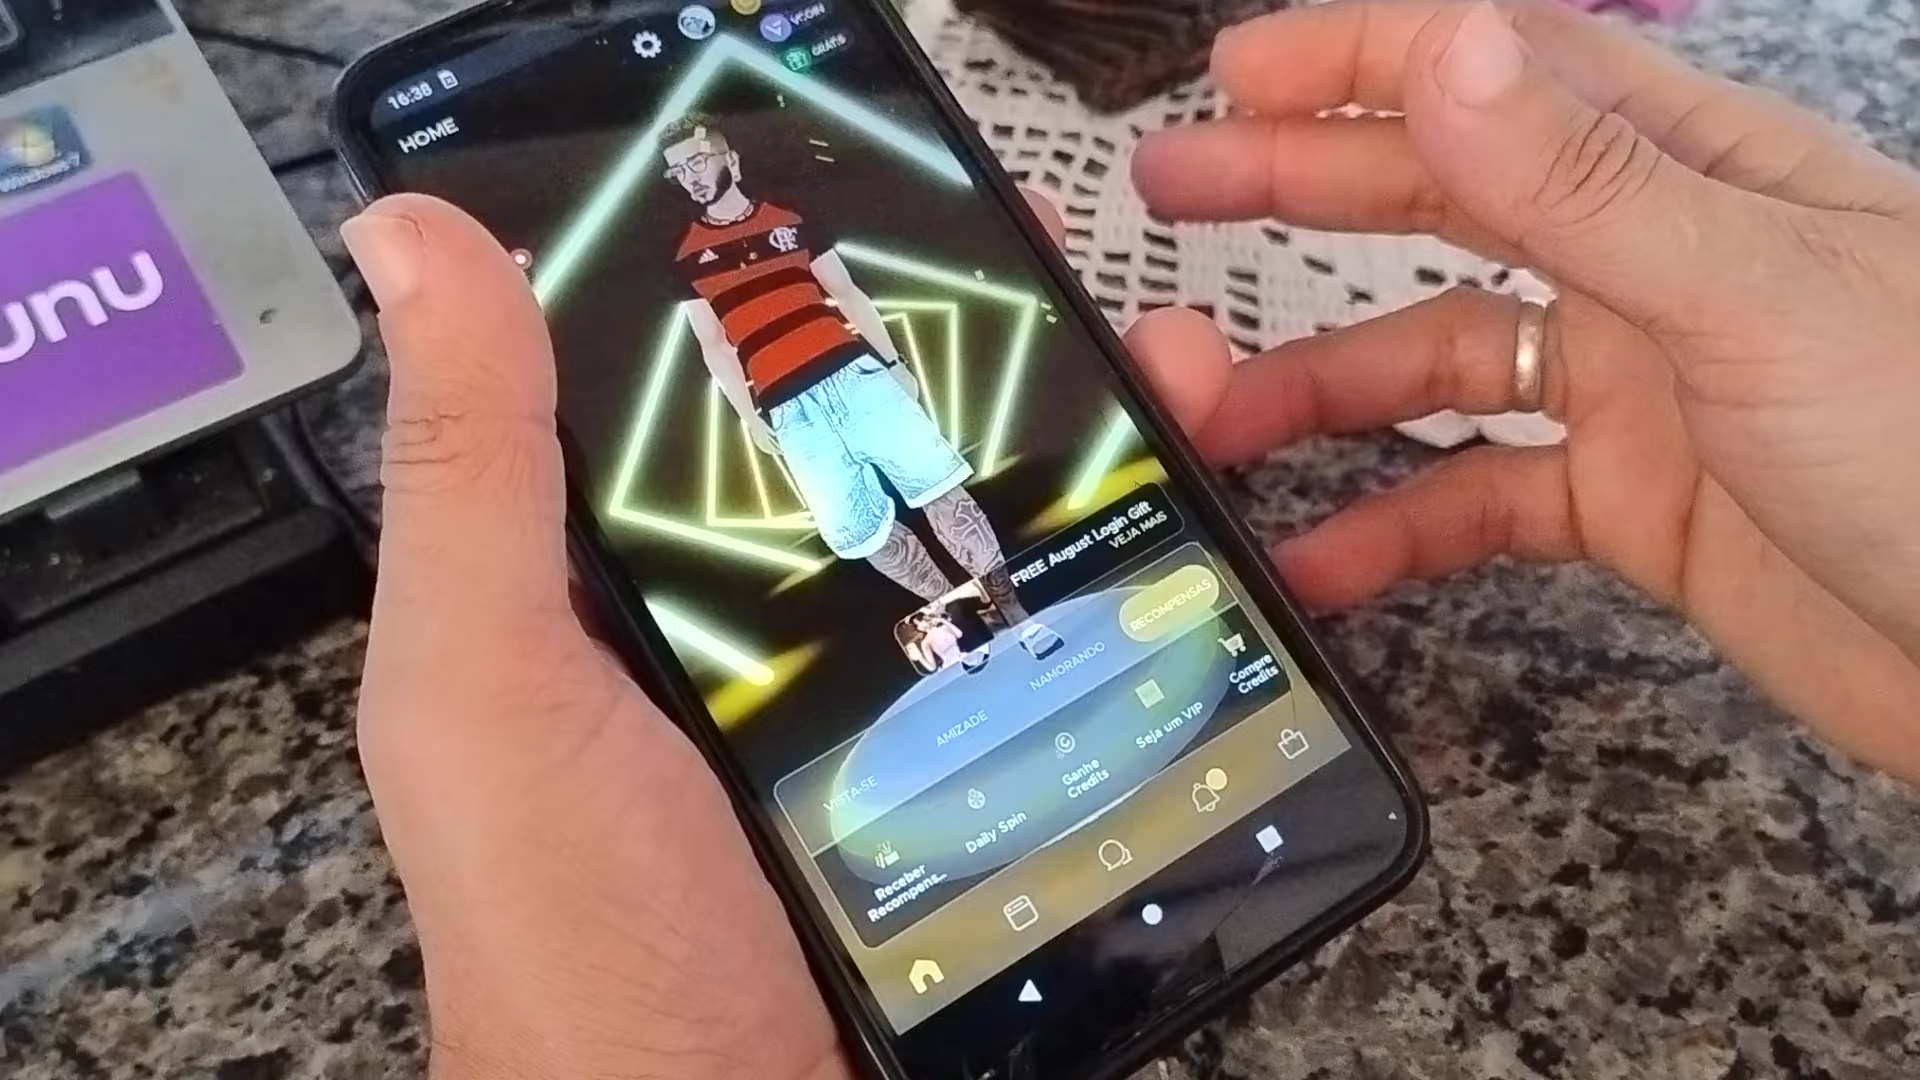 16:38
HOME
VCOIN
GRÁTIS
Windows 7
unu
CRF
FREE August Login Gift
VEJA MAIS
VISTA-SE
AMIZADE
NAMORANDO
RECOMPENSAS
Receber
Recompens...
Daily Spin
Ganhe
Credits
Seja um VIP
Compre
Credits